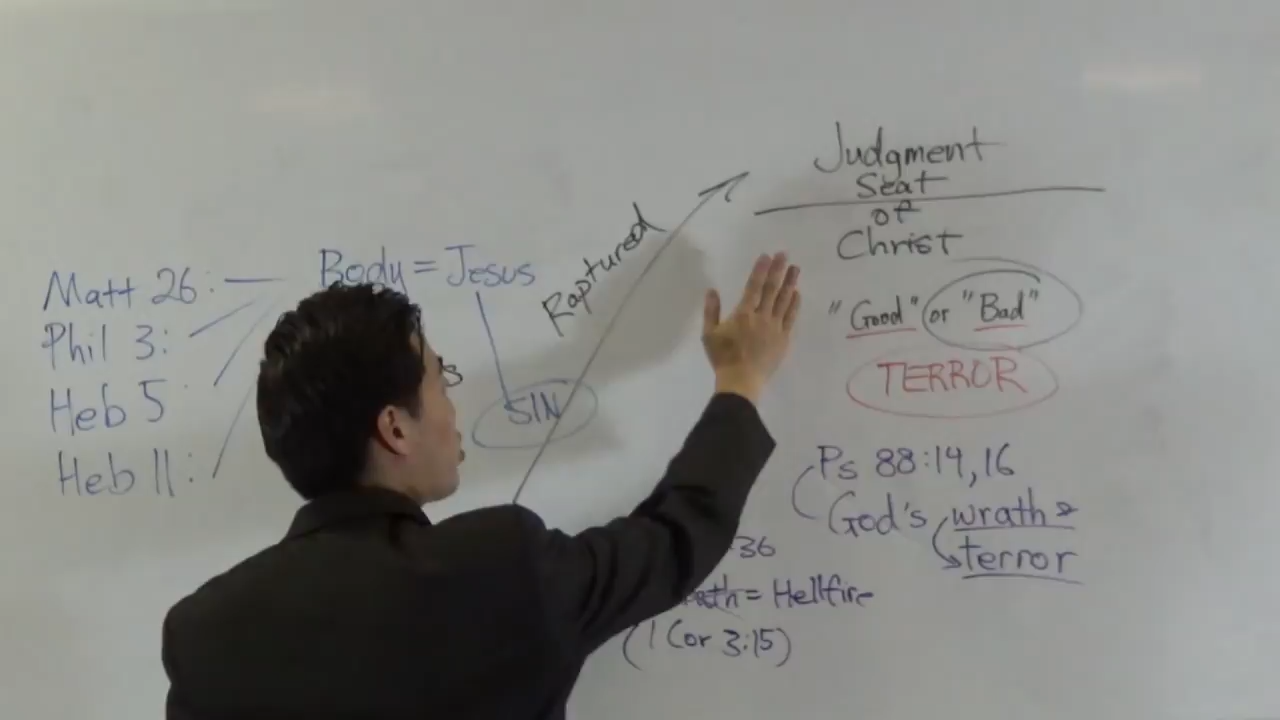 Matt 26:
Phil 3:
Heb 5
Heb 11:
Body = Jesus
SIN
Raptured
Judgment
Seat
of
Christ
"Good" or "Bad"
TERROR
Ps 88:14,16
God's wrath &
terror
36
= Hellfire
(1 Cor 3:15)